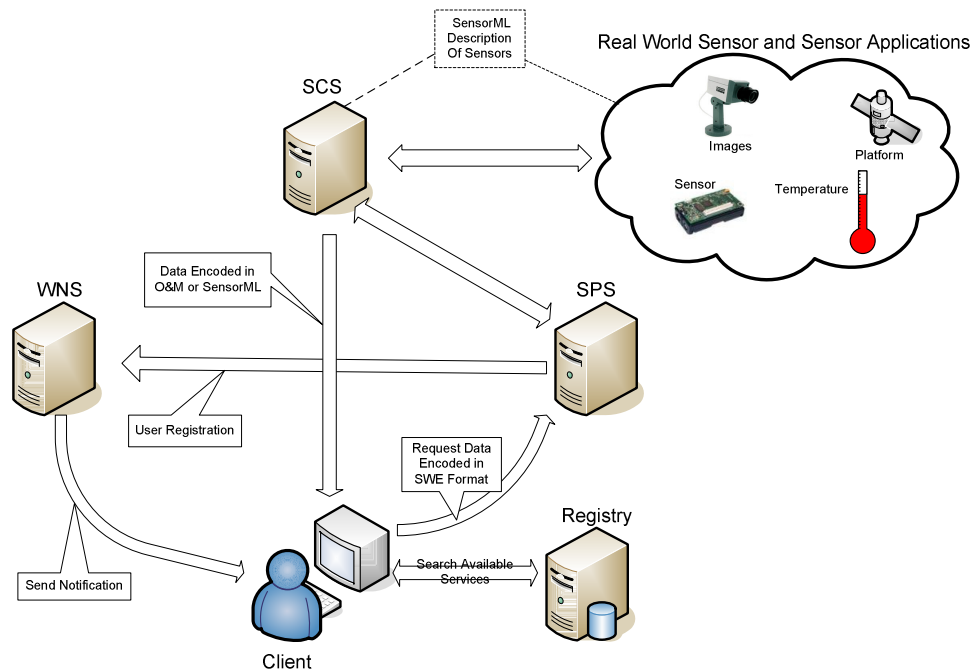 SensorML
Description
Of Sensors
Real World Sensor and Sensor Applications
SCS
Images
Platform
Sensor
Temperature
Data Encoded in
O&M or SensorML
WNS
SPS
User Registration
Request Data
Encoded in
SWE Format
Registry
Search Available
Services
Send Notification
Client